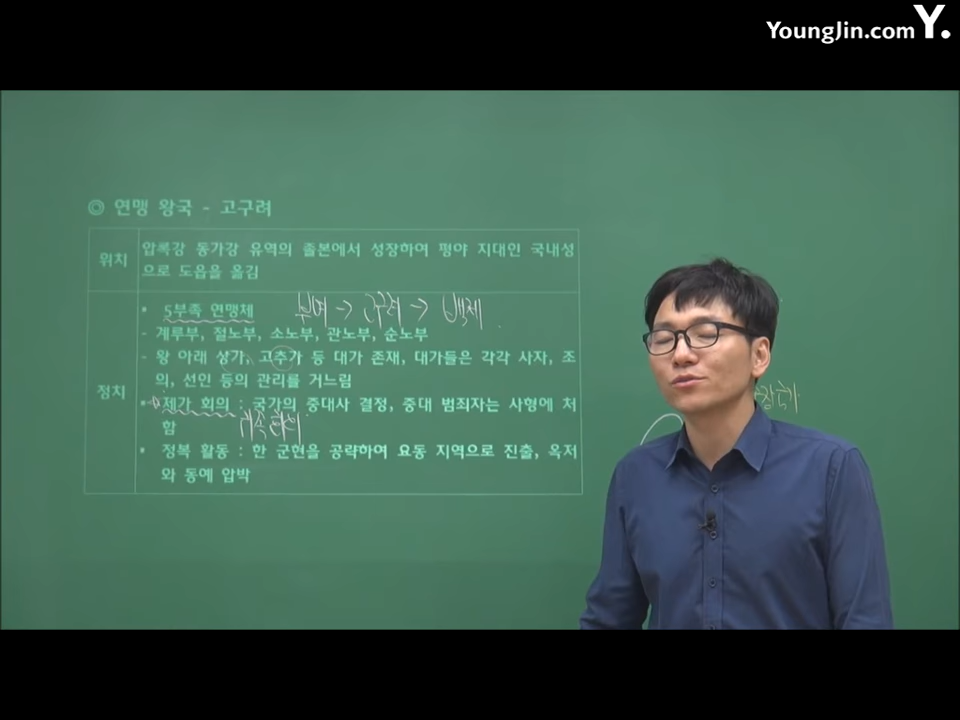 YoungJin.com Y.
◎ 연맹 왕국 - 고구려
위치
압록강 동가강 유역의 졸본에서 성장하여 평야 지대인 국내성
으로 도읍을 옮김
정치
* 5부족 연맹체
부여 → 고구려 → 백제
- 계루부, 절노부, 소노부, 관노부, 순노부
- 왕 아래 상가, 고추가 등 대가 존재, 대가들은 각각 사자, 조
의, 선인 등의 관리를 거느림
* 제가 회의 : 국가의 중대사 결정, 중대 범죄자는 사형에 처
함
귀족회의
* 정복 활동 : 한 군현을 공략하여 요동 지역으로 진출, 옥저
와 동예 압박